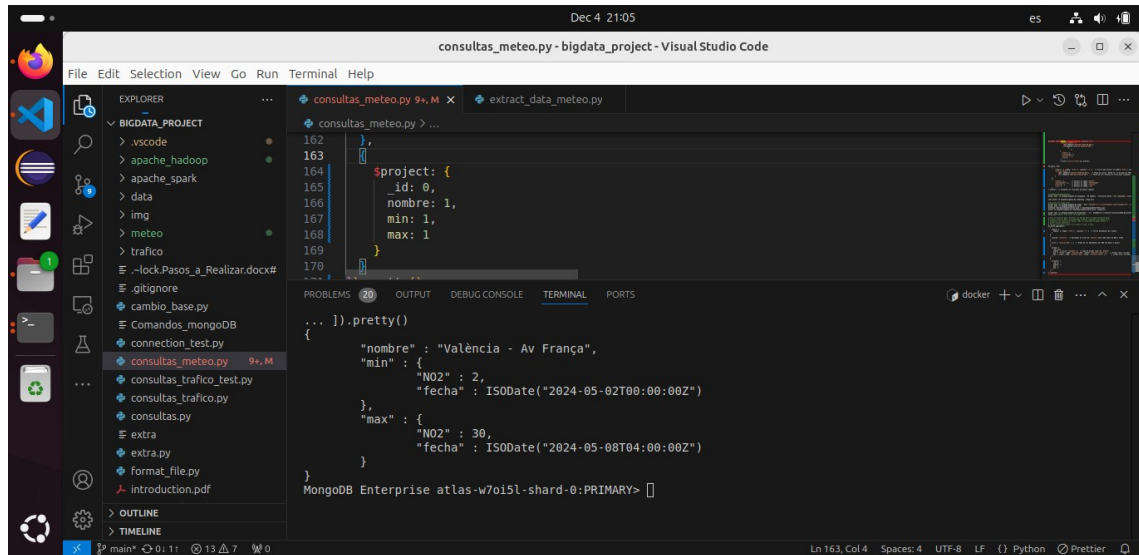 Dec 4 21:05
es
consultas_meteo.py - bigdata_project - Visual Studio Code
File Edit Selection View Go Run Terminal Help
EXPLORER
BIGDATA_PROJECT
> .vscode
> apache_hadoop
> apache_spark
> data
> img
> meteo
> trafico
.~lock.Pasos_a_Realizar.docx#
.gitignore
cambio_base.py
Comandos_mongoDB
connection_test.py
consultas_meteo.py 9+, M
consultas_trafico_test.py
consultas_trafico.py
consultas.py
extra
extra.py
format_file.py
introduction.pdf
> OUTLINE
> TIMELINE
9
1
consultas_meteo.py 9+, M
extract_data_meteo.py
consultas_meteo.py > ...
162 },
163 {
164 $project: {
165 _id: 0,
166 nombre: 1,
167 min: 1,
168 max: 1
169 }
170 }
PROBLEMS 20 OUTPUT DEBUG CONSOLE TERMINAL PORTS
docker
... ]).pretty()
{
"nombre" : "València - Av França",
"min" : {
"NO2" : 2,
"fecha" : ISODate("2024-05-02T00:00:00Z")
},
"max" : {
"NO2" : 30,
"fecha" : ISODate("2024-05-08T04:00:00Z")
}
}
MongoDB Enterprise atlas-w7oi5l-shard-0:PRIMARY>
main* 0↓ 1↑ 13 7 0
Ln 163, Col 4 Spaces: 4 UTF-8 LF {} Python Prettier